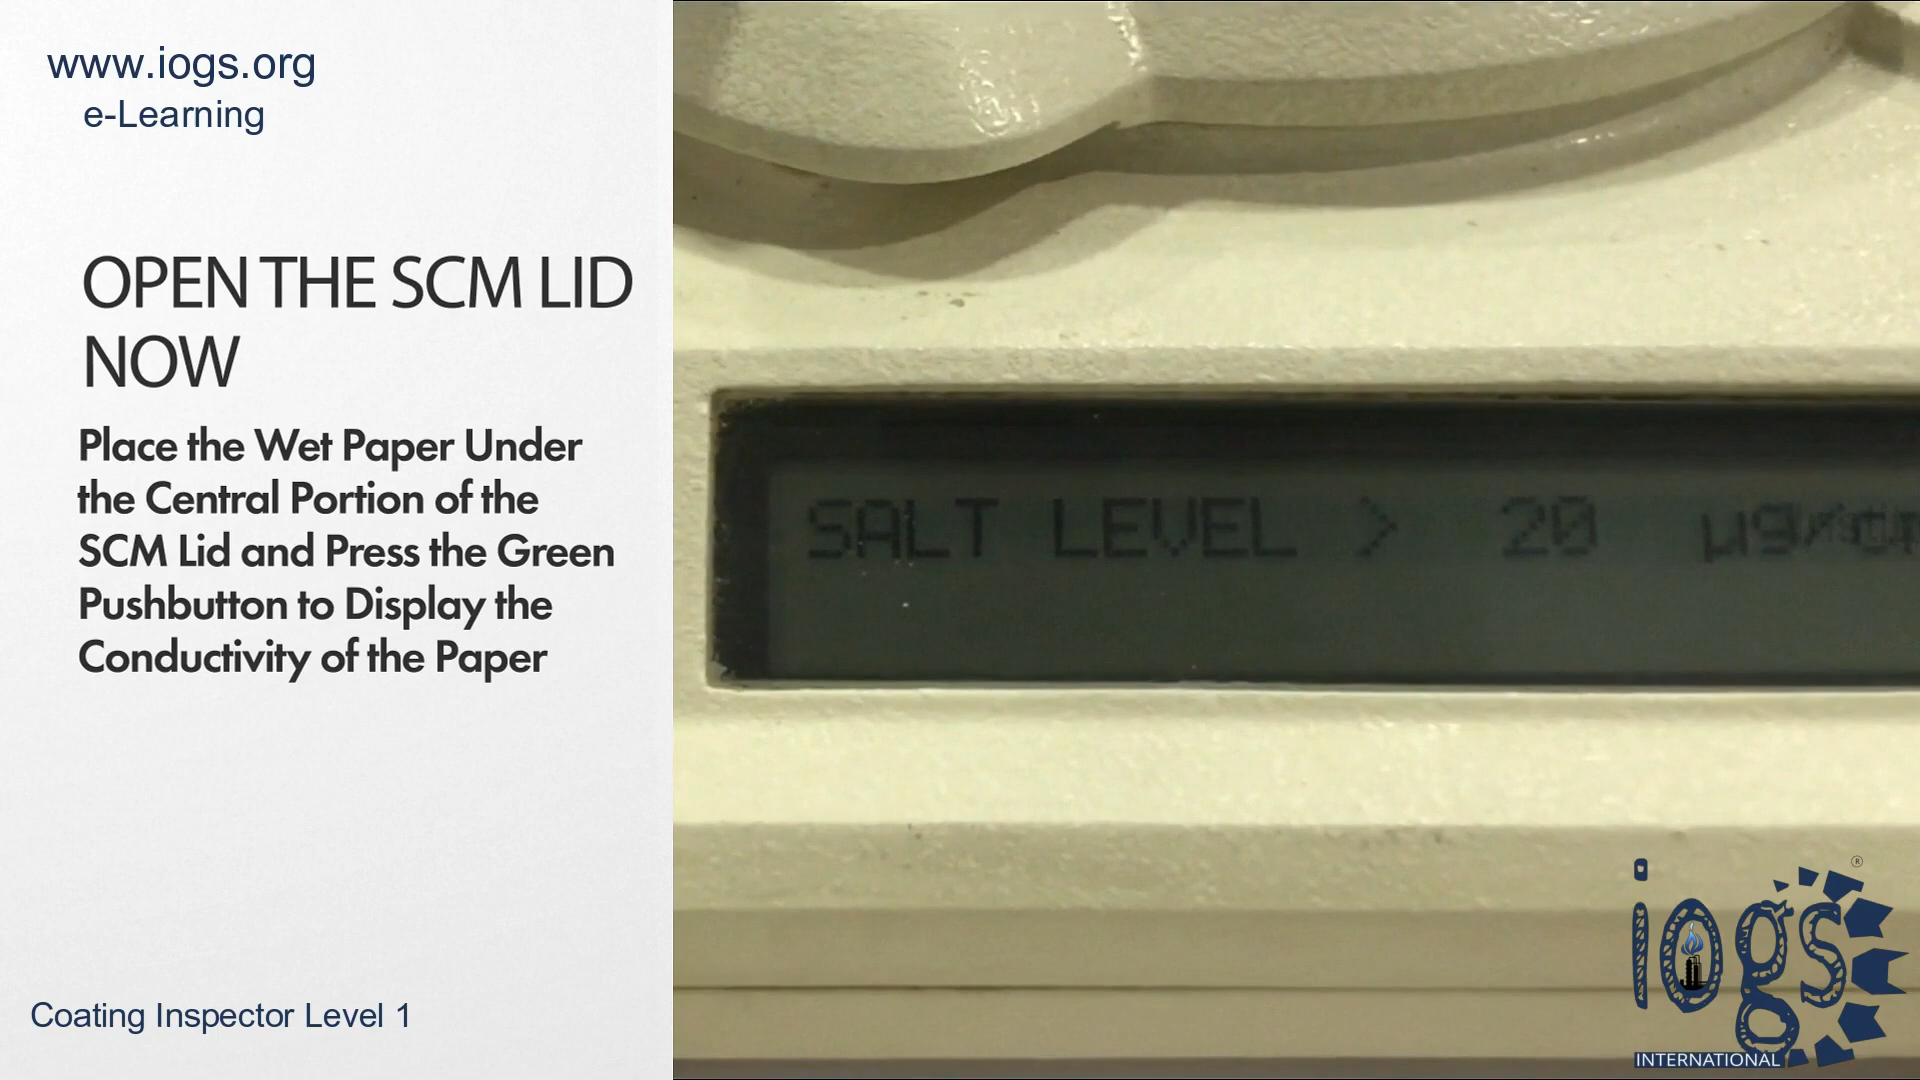 www.iogs.org
e-Learning
OPEN THE SCM LID
NOW
Place the Wet Paper Under
the Central Portion of the
SCM Lid and Press the Green
Pushbutton to Display the
Conductivity of the Paper
SALT LEVEL > 20
Coating Inspector Level 1
iogs
®
INTERNATIONAL